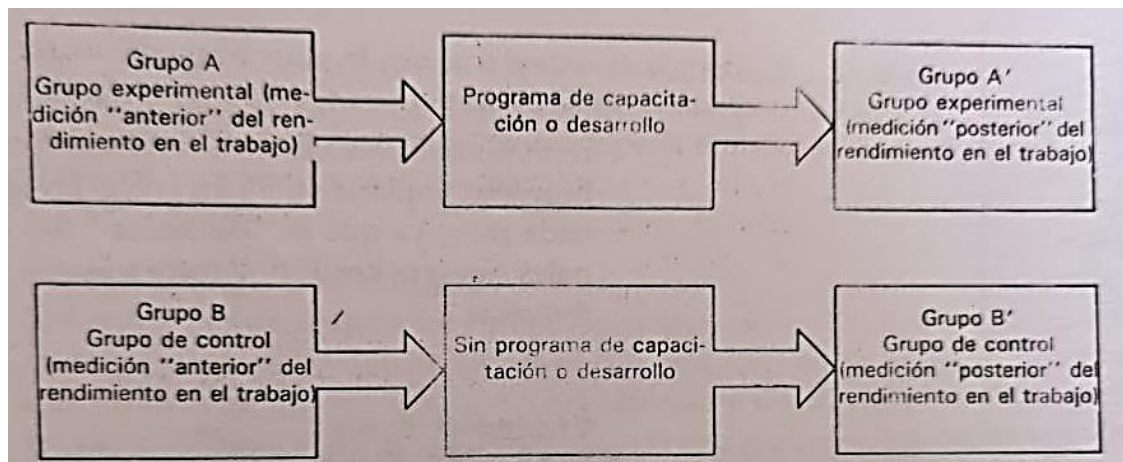 Grupo A
Grupo experimental (me-
dición "anterior" del ren-
dimiento en el trabajo)
Programa de capacita-
ción o desarrollo
Grupo A'
Grupo experimental
(medición "posterior" del
rendimiento en el trabajo)
Grupo B
Grupo de control
(medición "anterior" del
rendimiento en el trabajo)
Sin programa de capaci-
tación o desarrollo
Grupo B'
Grupo de control
(medición "posterior" del
rendimiento en el trabajo)